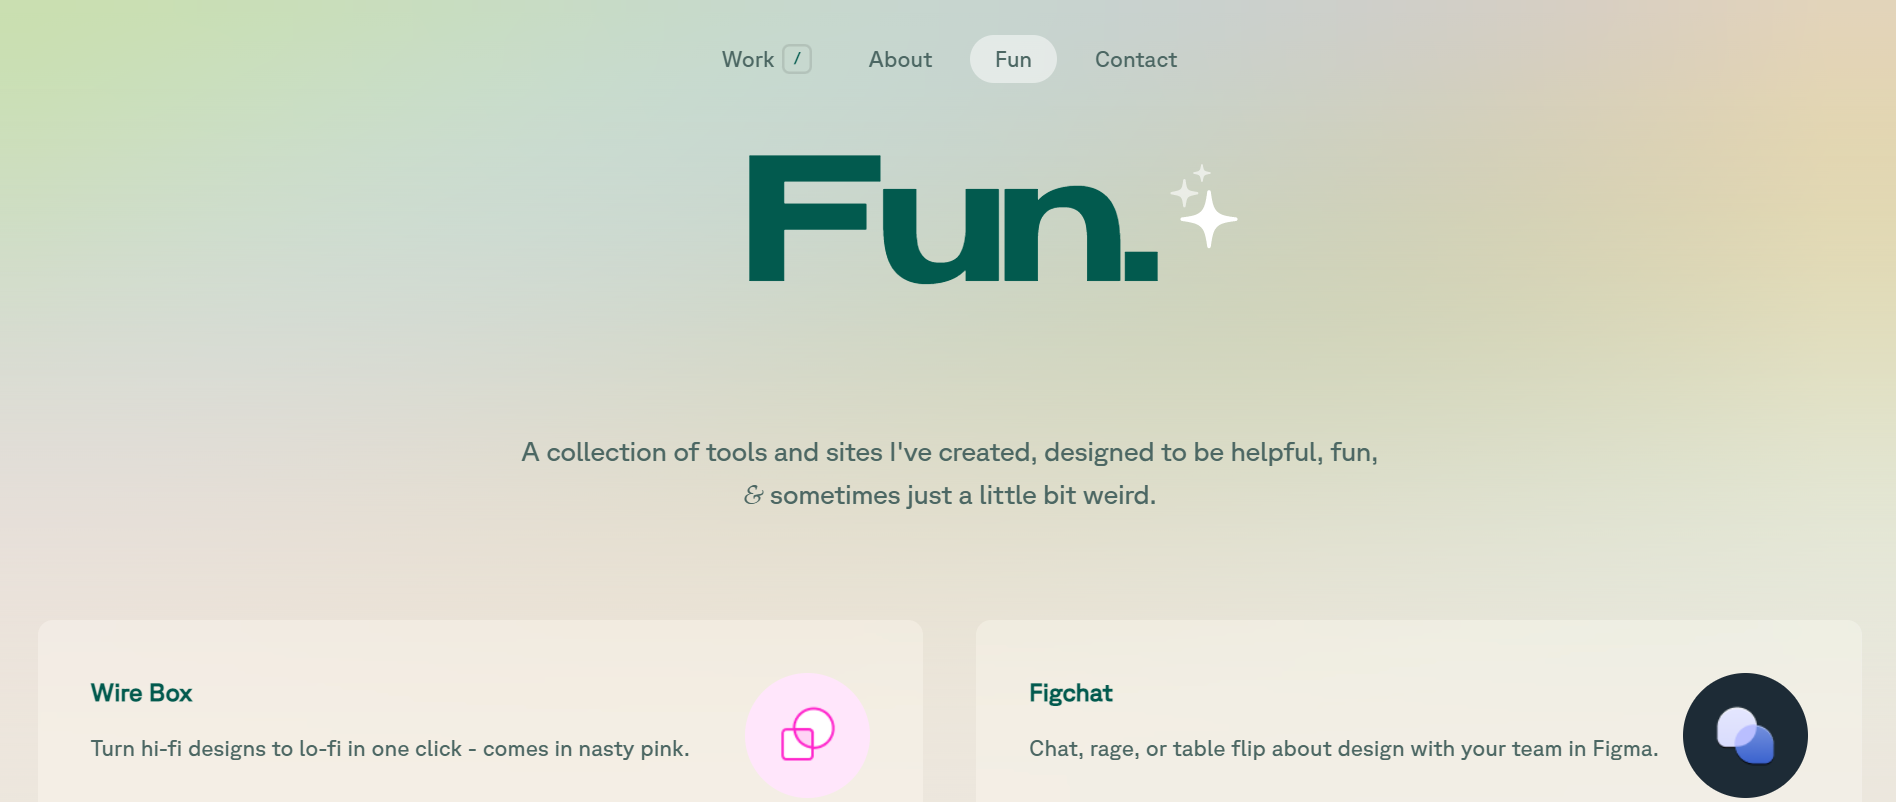 Work / About Fun Contact
Fun.
A collection of tools and sites I've created, designed to be helpful, fun,
& sometimes just a little bit weird.
Wire Box
Turn hi-fi designs to lo-fi in one click - comes in nasty pink.
Figchat
Chat, rage, or table flip about design with your team in Figma.